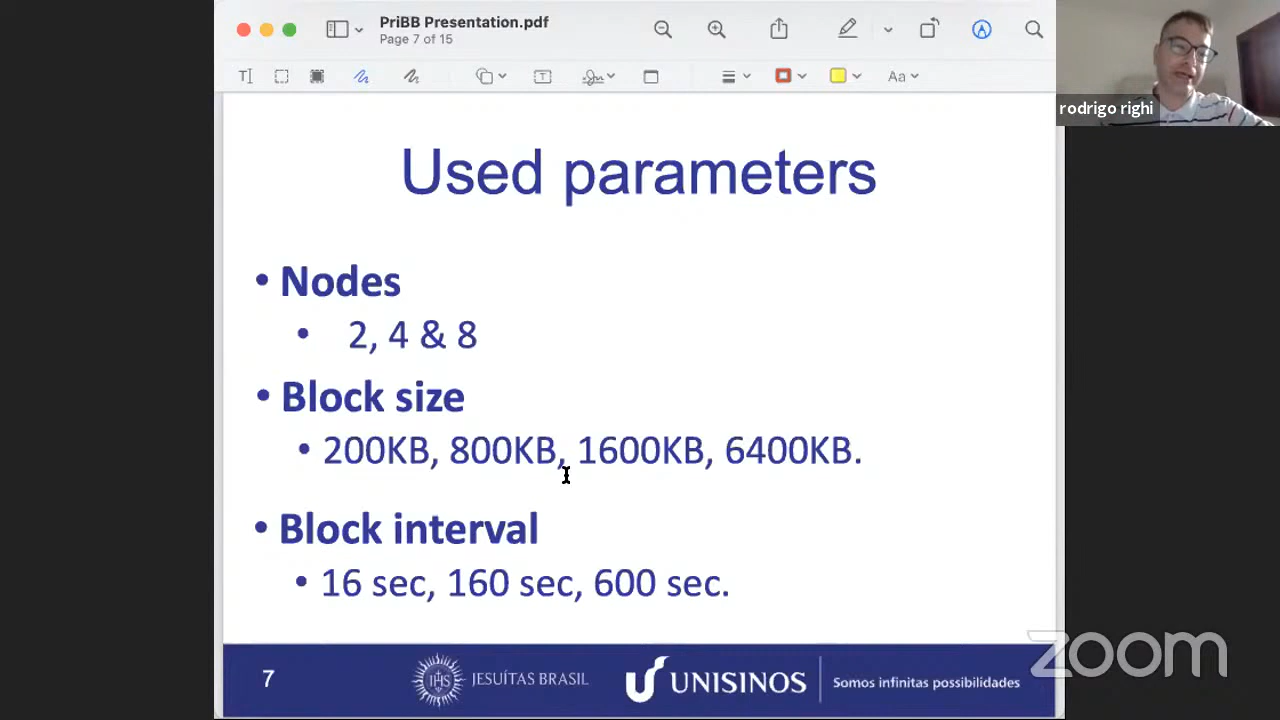 PriBB Presentation.pdf
Page 7 of 15
Aa
rodrigo righi
Used parameters
• Nodes
• 2, 4 & 8
• Block size
• 200KB, 800KB, 1600KB, 6400KB.
• Block interval
• 16 sec, 160 sec, 600 sec.
7
IHS
JESUÍTAS BRASIL
UNISINOS
Somos infinitas possibilidades
zoom